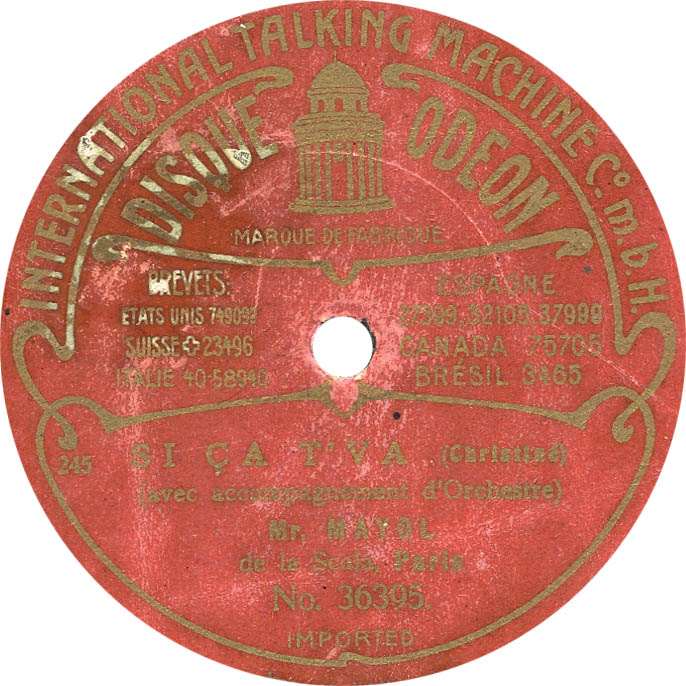 INTERNATIONAL TALKING MACHINE Co. m.b.H.
DISQUE ODEON
MARQUE DE FABRIQUE
BREVETS:
ETATS UNIS 749092
SUISSE ✚ 23496
ITALIE 40-58940
ESPAGNE
27299.32105.37999
CANADA 75705
BRÉSIL 3465
245
SI ÇA T'VA (Christiné)
(avec accompagnement d'Orchestre)
Mr. MAYOL
de la Scala, Paris
No. 36395.
IMPORTED